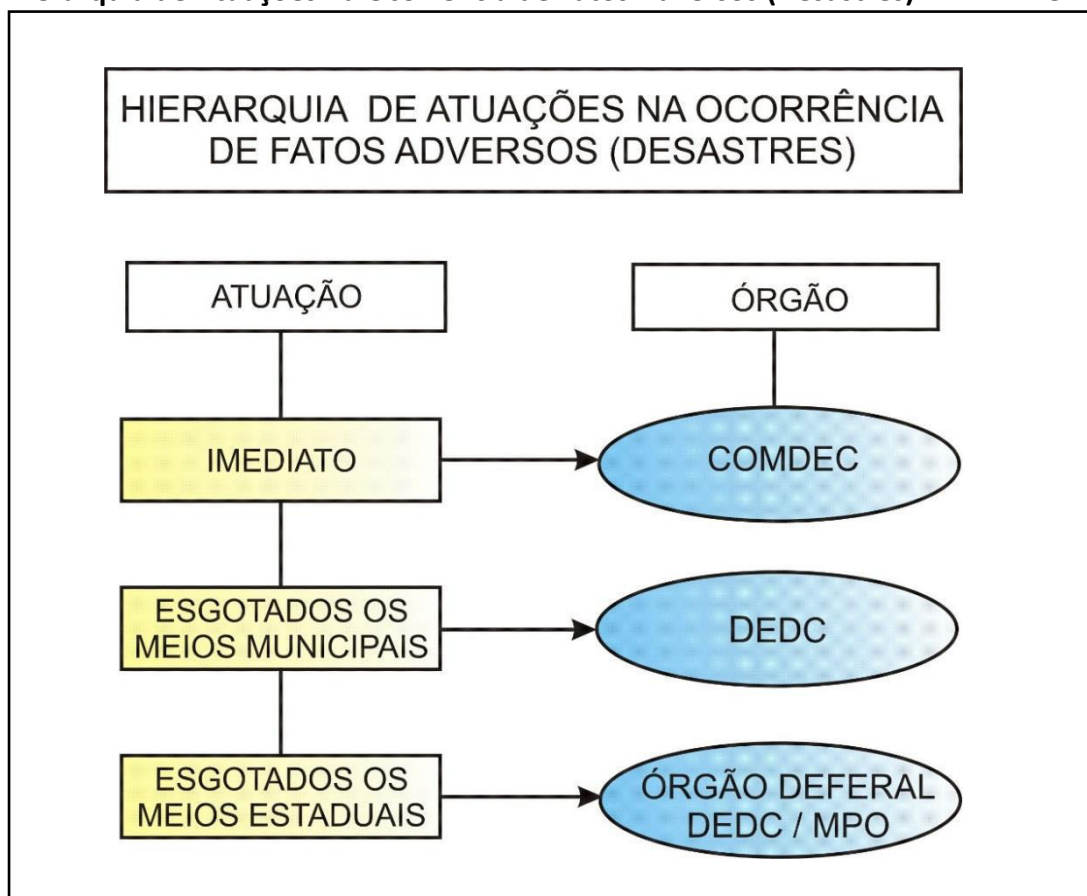 HIERARQUIA DE ATUAÇÕES NA OCORRÊNCIA
DE FATOS ADVERSOS (DESASTRES)
ATUAÇÃO
ÓRGÃO
IMEDIATO
COMDEC
ESGOTADOS OS
MEIOS MUNICIPAIS
DEDC
ESGOTADOS OS
MEIOS ESTADUAIS
ÓRGÃO DEFERAL
DEDC / MPO